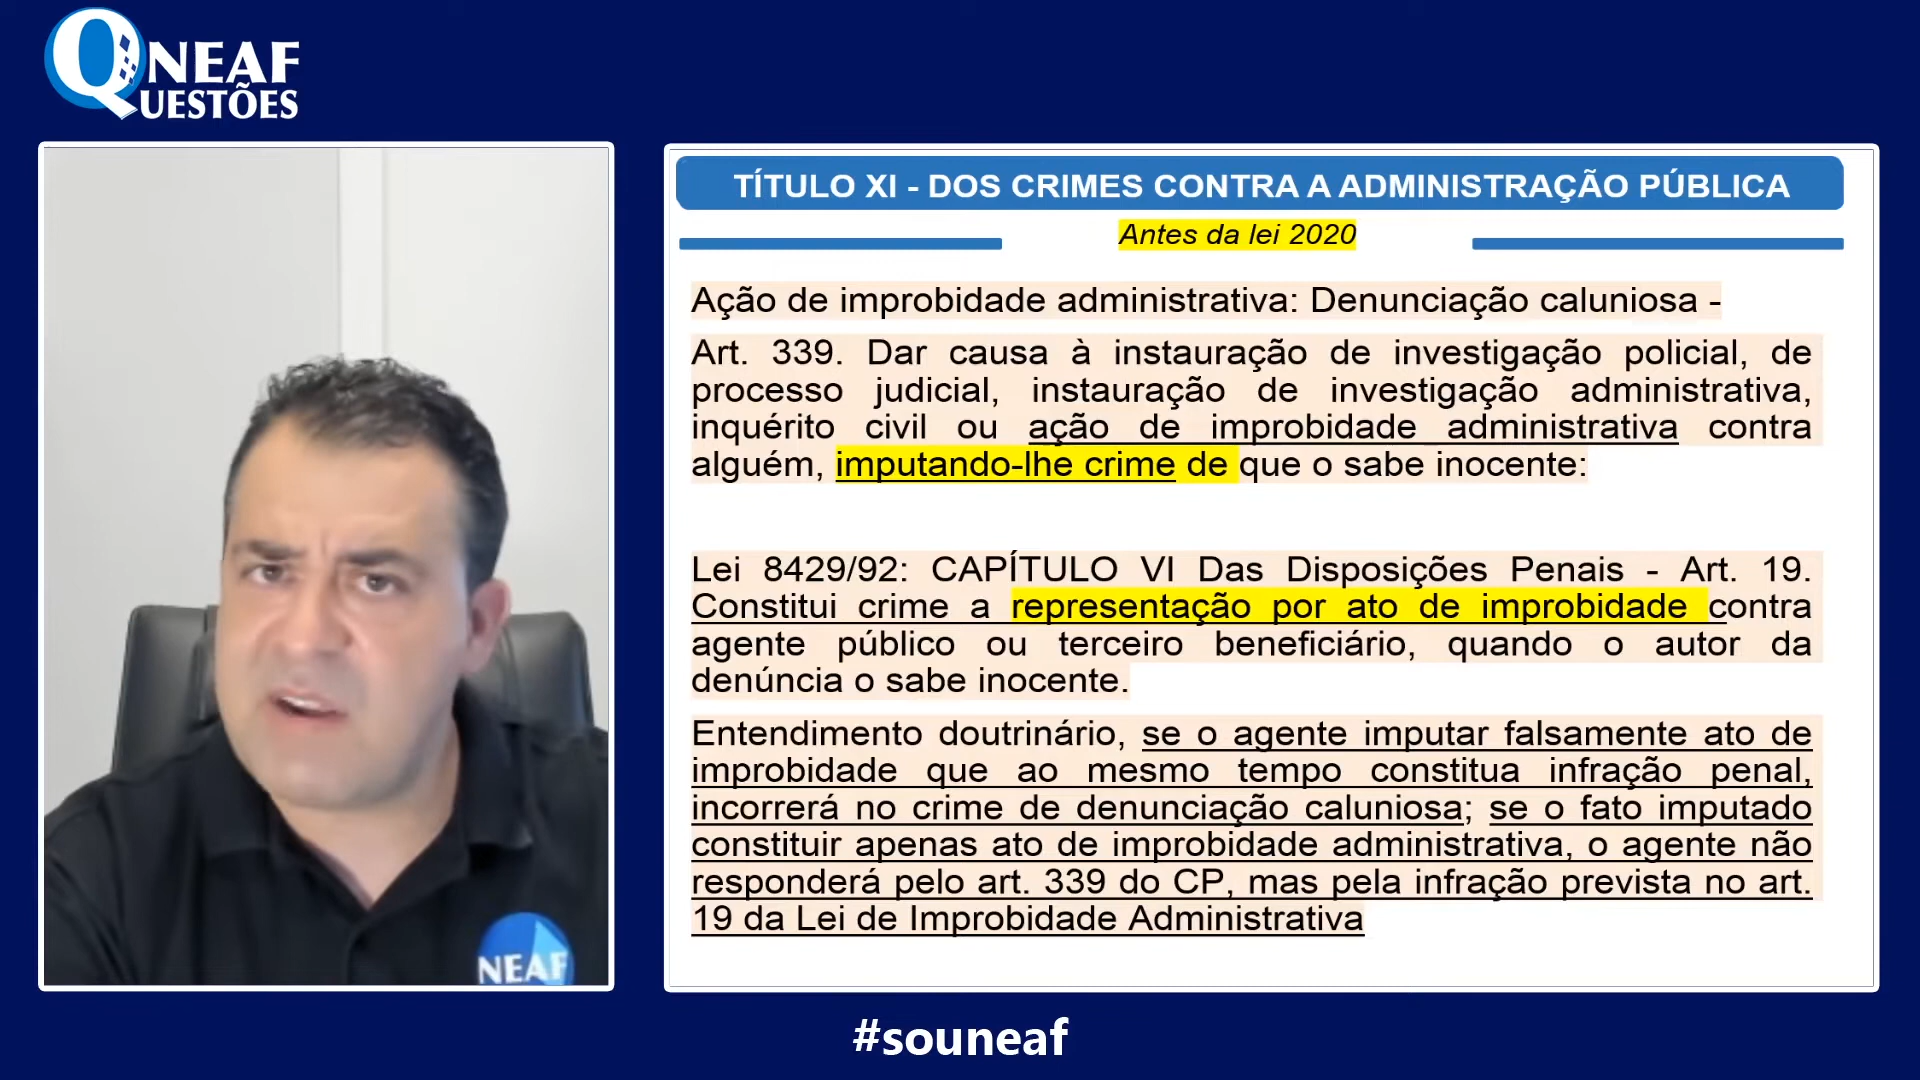 QNEAF
QUESTÕES
TÍTULO XI - DOS CRIMES CONTRA A ADMINISTRAÇÃO PÚBLICA
Antes da lei 2020
Ação de improbidade administrativa: Denunciação caluniosa -
Art. 339. Dar causa à instauração de investigação policial, de
processo judicial, instauração de investigação administrativa,
inquérito civil ou ação de improbidade administrativa contra
alguém, imputando-lhe crime de que o sabe inocente:
Lei 8429/92: CAPÍTULO VI Das Disposições Penais - Art. 19.
Constitui crime a representação por ato de improbidade contra
agente público ou terceiro beneficiário, quando o autor da
denúncia o sabe inocente.
Entendimento doutrinário, se o agente imputar falsamente ato de
improbidade que ao mesmo tempo constitua infração penal,
incorrerá no crime de denunciação caluniosa; se o fato imputado
constituir apenas ato de improbidade administrativa, o agente não
responderá pelo art. 339 do CP, mas pela infração prevista no art.
19 da Lei de Improbidade Administrativa
NEAF
#souneaf